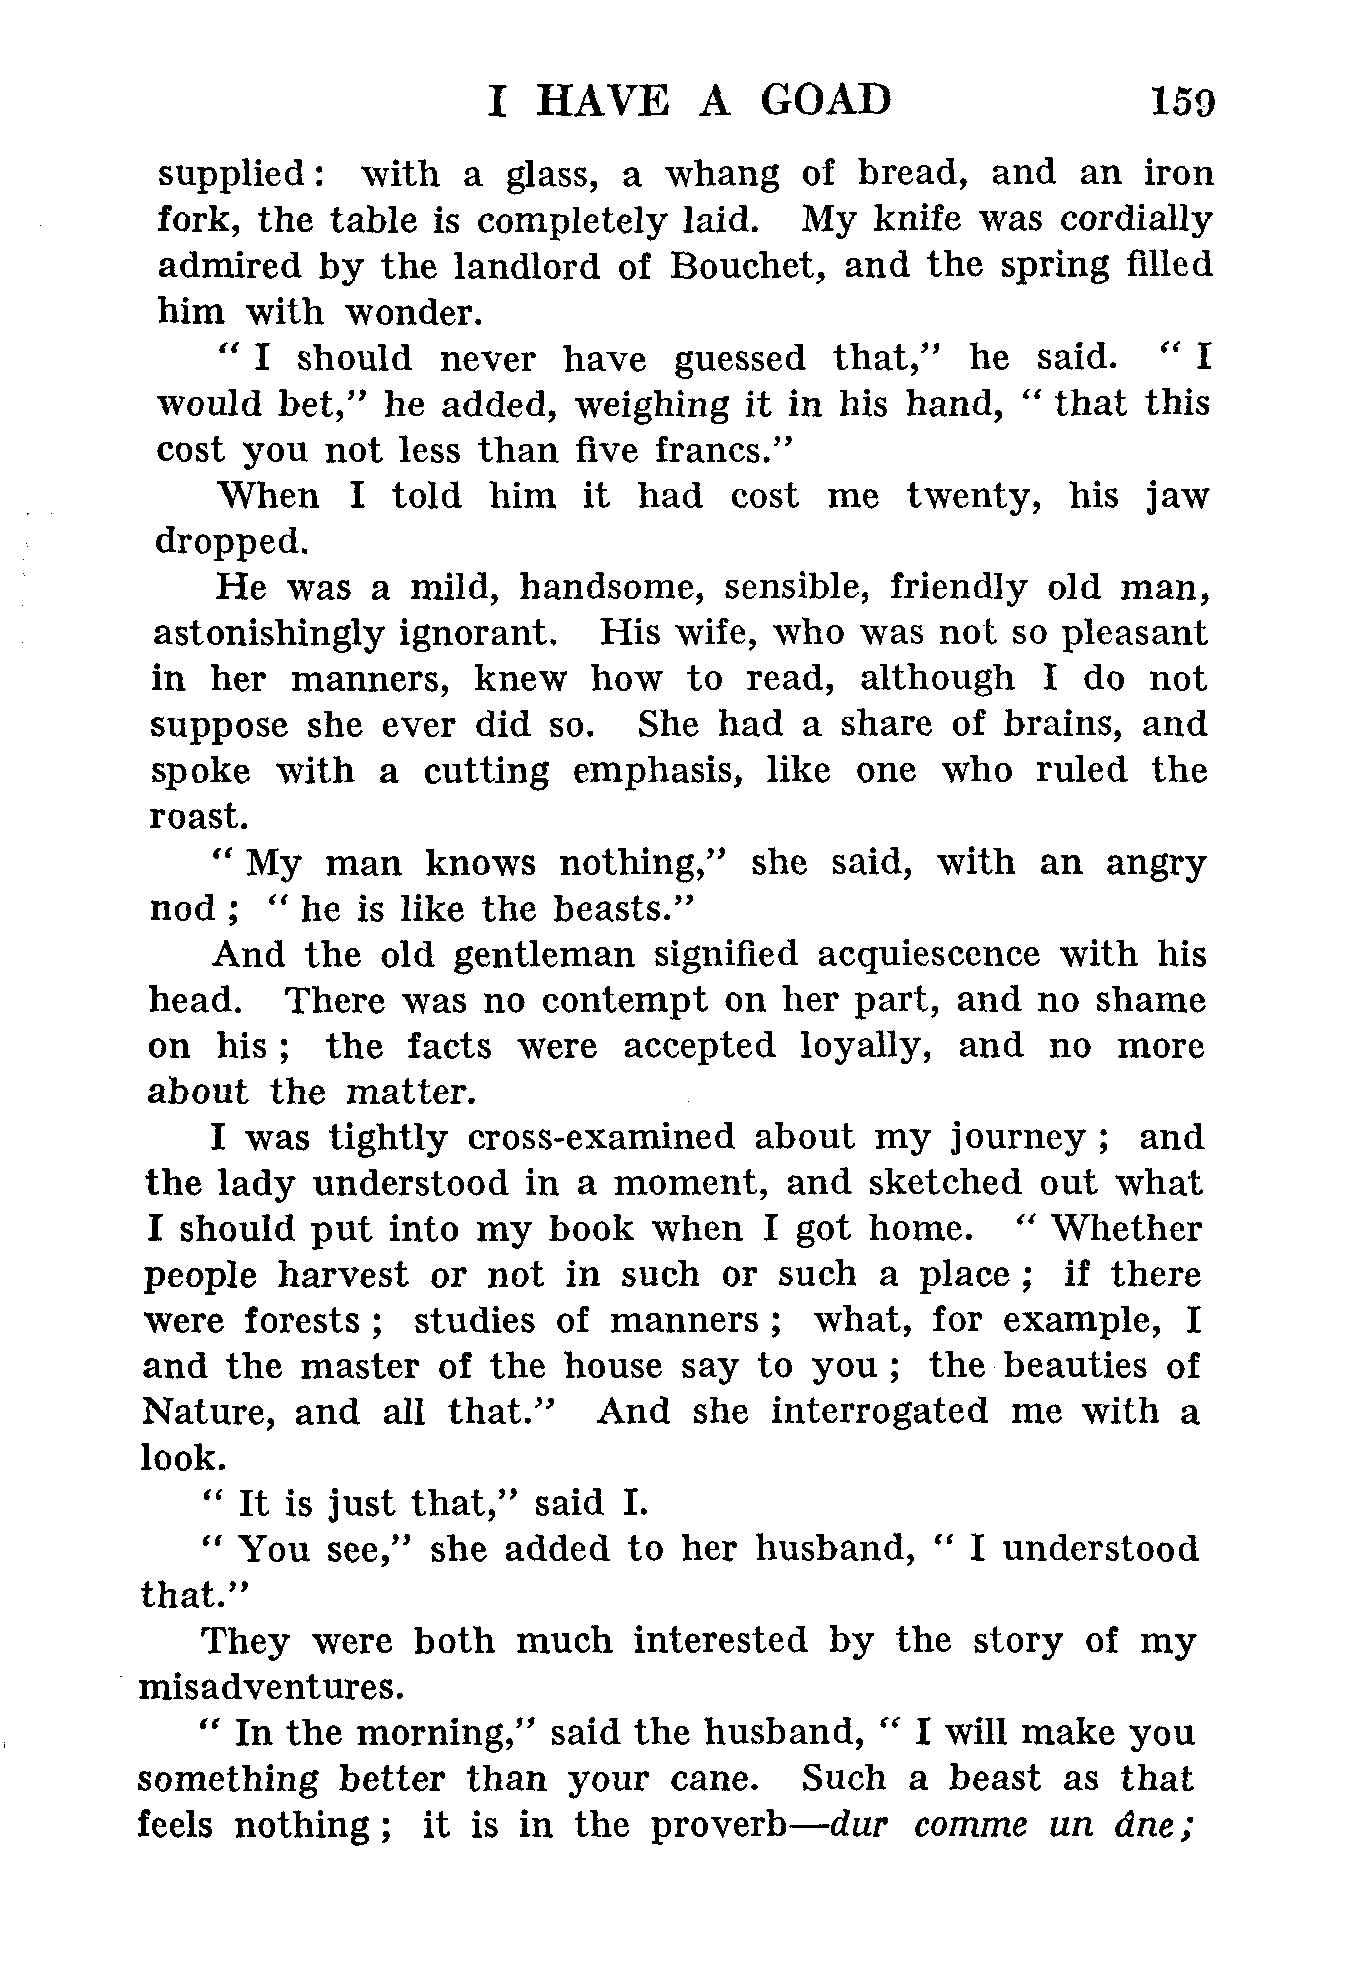 I HAVE A GOAD 159
supplied : with a glass, a whang of bread, and an iron
fork, the table is completely laid. My knife was cordially
admired by the landlord of Bouchet, and the spring filled
him with wonder.
“ I should never have guessed that,” he said. “ I
would bet,” he added, weighing it in his hand, “ that this
cost you not less than five francs.”
When I told him it had cost me twenty, his jaw
dropped.
He was a mild, handsome, sensible, friendly old man,
astonishingly ignorant. His wife, who was not so pleasant
in her manners, knew how to read, although I do not
suppose she ever did so. She had a share of brains, and
spoke with a cutting emphasis, like one who ruled the
roast.
“ My man knows nothing,” she said, with an angry
nod ; “ he is like the beasts.”
And the old gentleman signified acquiescence with his
head. There was no contempt on her part, and no shame
on his ; the facts were accepted loyally, and no more
about the matter.
I was tightly cross-examined about my journey ; and
the lady understood in a moment, and sketched out what
I should put into my book when I got home. “ Whether
people harvest or not in such or such a place ; if there
were forests ; studies of manners ; what, for example, I
and the master of the house say to you ; the beauties of
Nature, and all that.” And she interrogated me with a
look.
“ It is just that,” said I.
“ You see,” she added to her husband, “ I understood
that.”
They were both much interested by the story of my
misadventures.
“ In the morning,” said the husband, “ I will make you
something better than your cane. Such a beast as that
feels nothing ; it is in the proverb—dur comme un âne ;